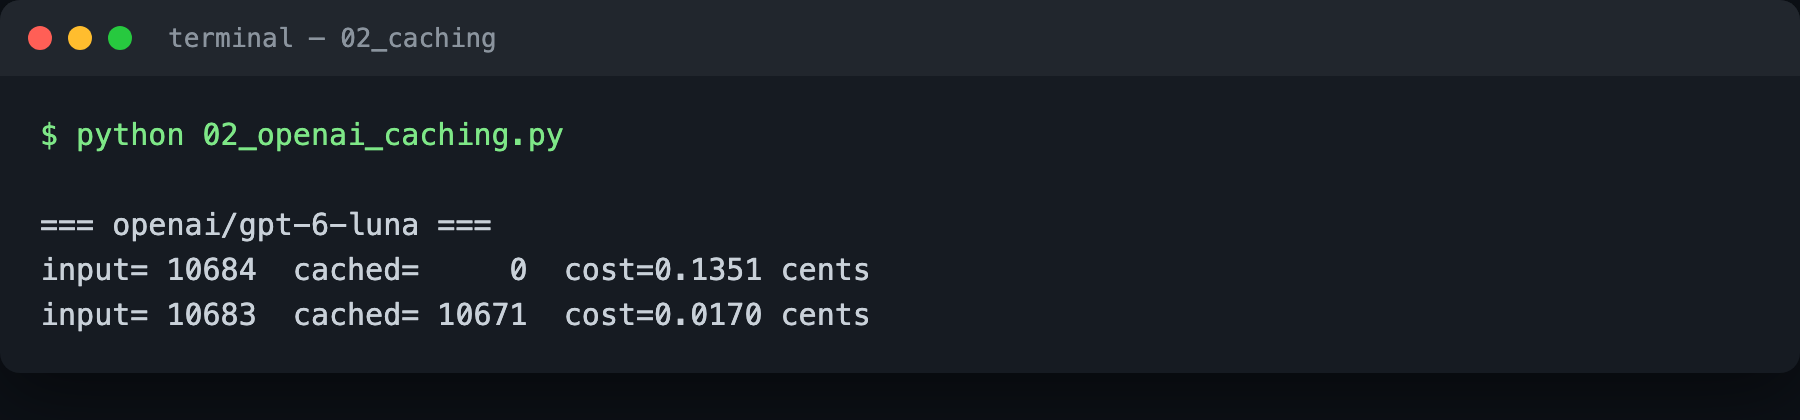 terminal — 02_caching
$ python 02_openai_caching.py
=== openai/gpt-6-luna ===
input= 10684  cached=     0  cost=0.1351 cents
input= 10683  cached= 10671  cost=0.0170 cents